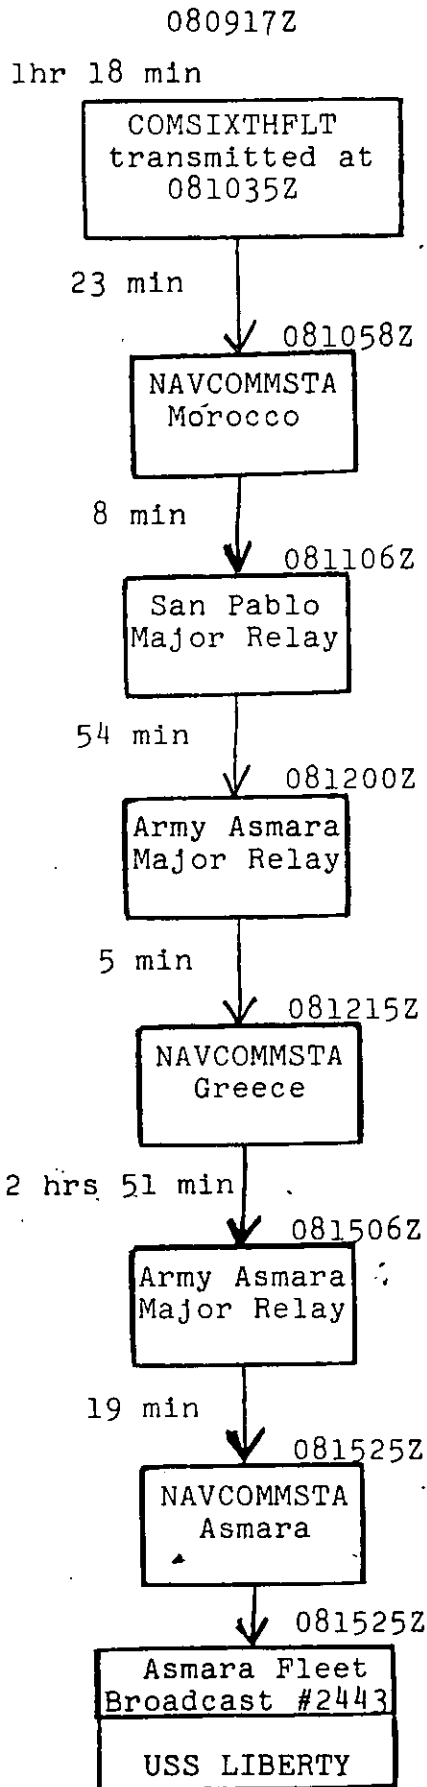 080917Z
1hr 18 min
COMSIXTHFLT
transmitted at
081035Z
23 min
081058Z
NAVCOMMSTA
Morocco
8 min
081106Z
San Pablo
Major Relay
54 min
081200Z
Army Asmara
Major Relay
5 min
081215Z
NAVCOMMSTA
Greece
2 hrs 51 min
081506Z
Army Asmara
Major Relay
19 min
081525Z
NAVCOMMSTA
Asmara
081525Z
Asmara Fleet
Broadcast #2443
USS LIBERTY